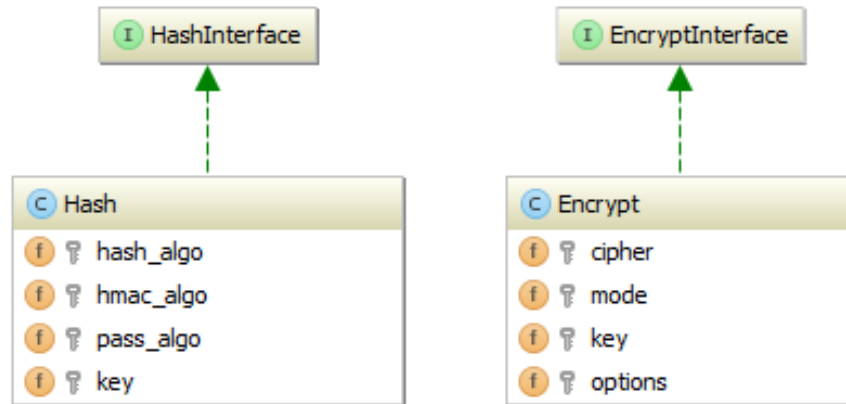 I HashInterface
I EncryptInterface
C Hash
f hash_algo
f hmac_algo
f pass_algo
f key
C Encrypt
f cipher
f mode
f key
f options